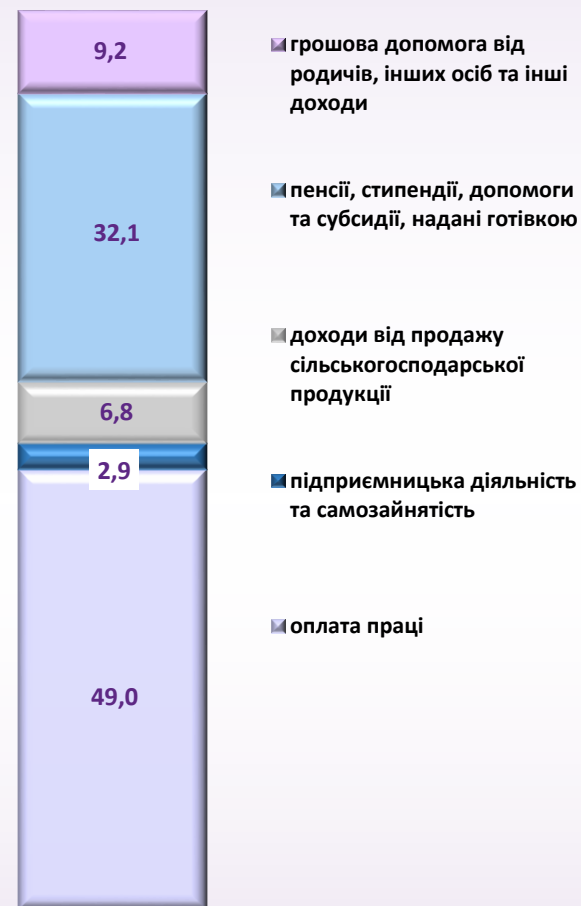 9,2
грошова допомога від
родичів, інших осіб та інші
доходи
32,1
пенсії, стипендії, допомоги
та субсидії, надані готівкою
6,8
доходи від продажу
сільськогосподарської
продукції
2,9
підприємницька діяльність
та самозайнятість
49,0
оплата праці